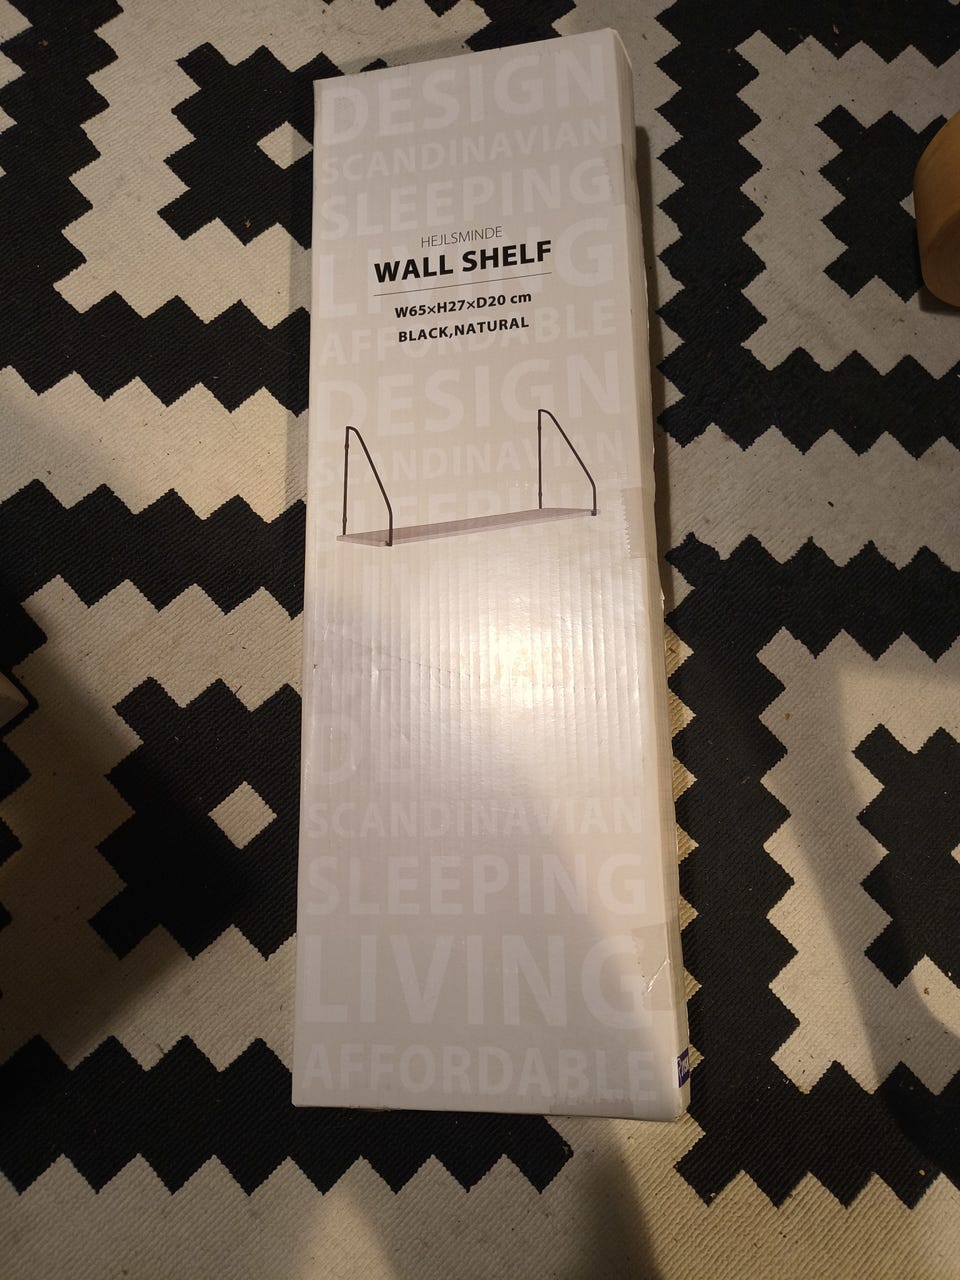 DESIGN
SCANDINAVIAN
SLEEPING
LIVING
HEJLSMINDE
WALL SHELF
W65×H27×D20 cm
BLACK,NATURAL
AFFORDABLE
DESIGN
SCANDINAVIAN
SLEEPING
SCANDINAVIAN
SLEEPING
LIVING
AFFORDABLE